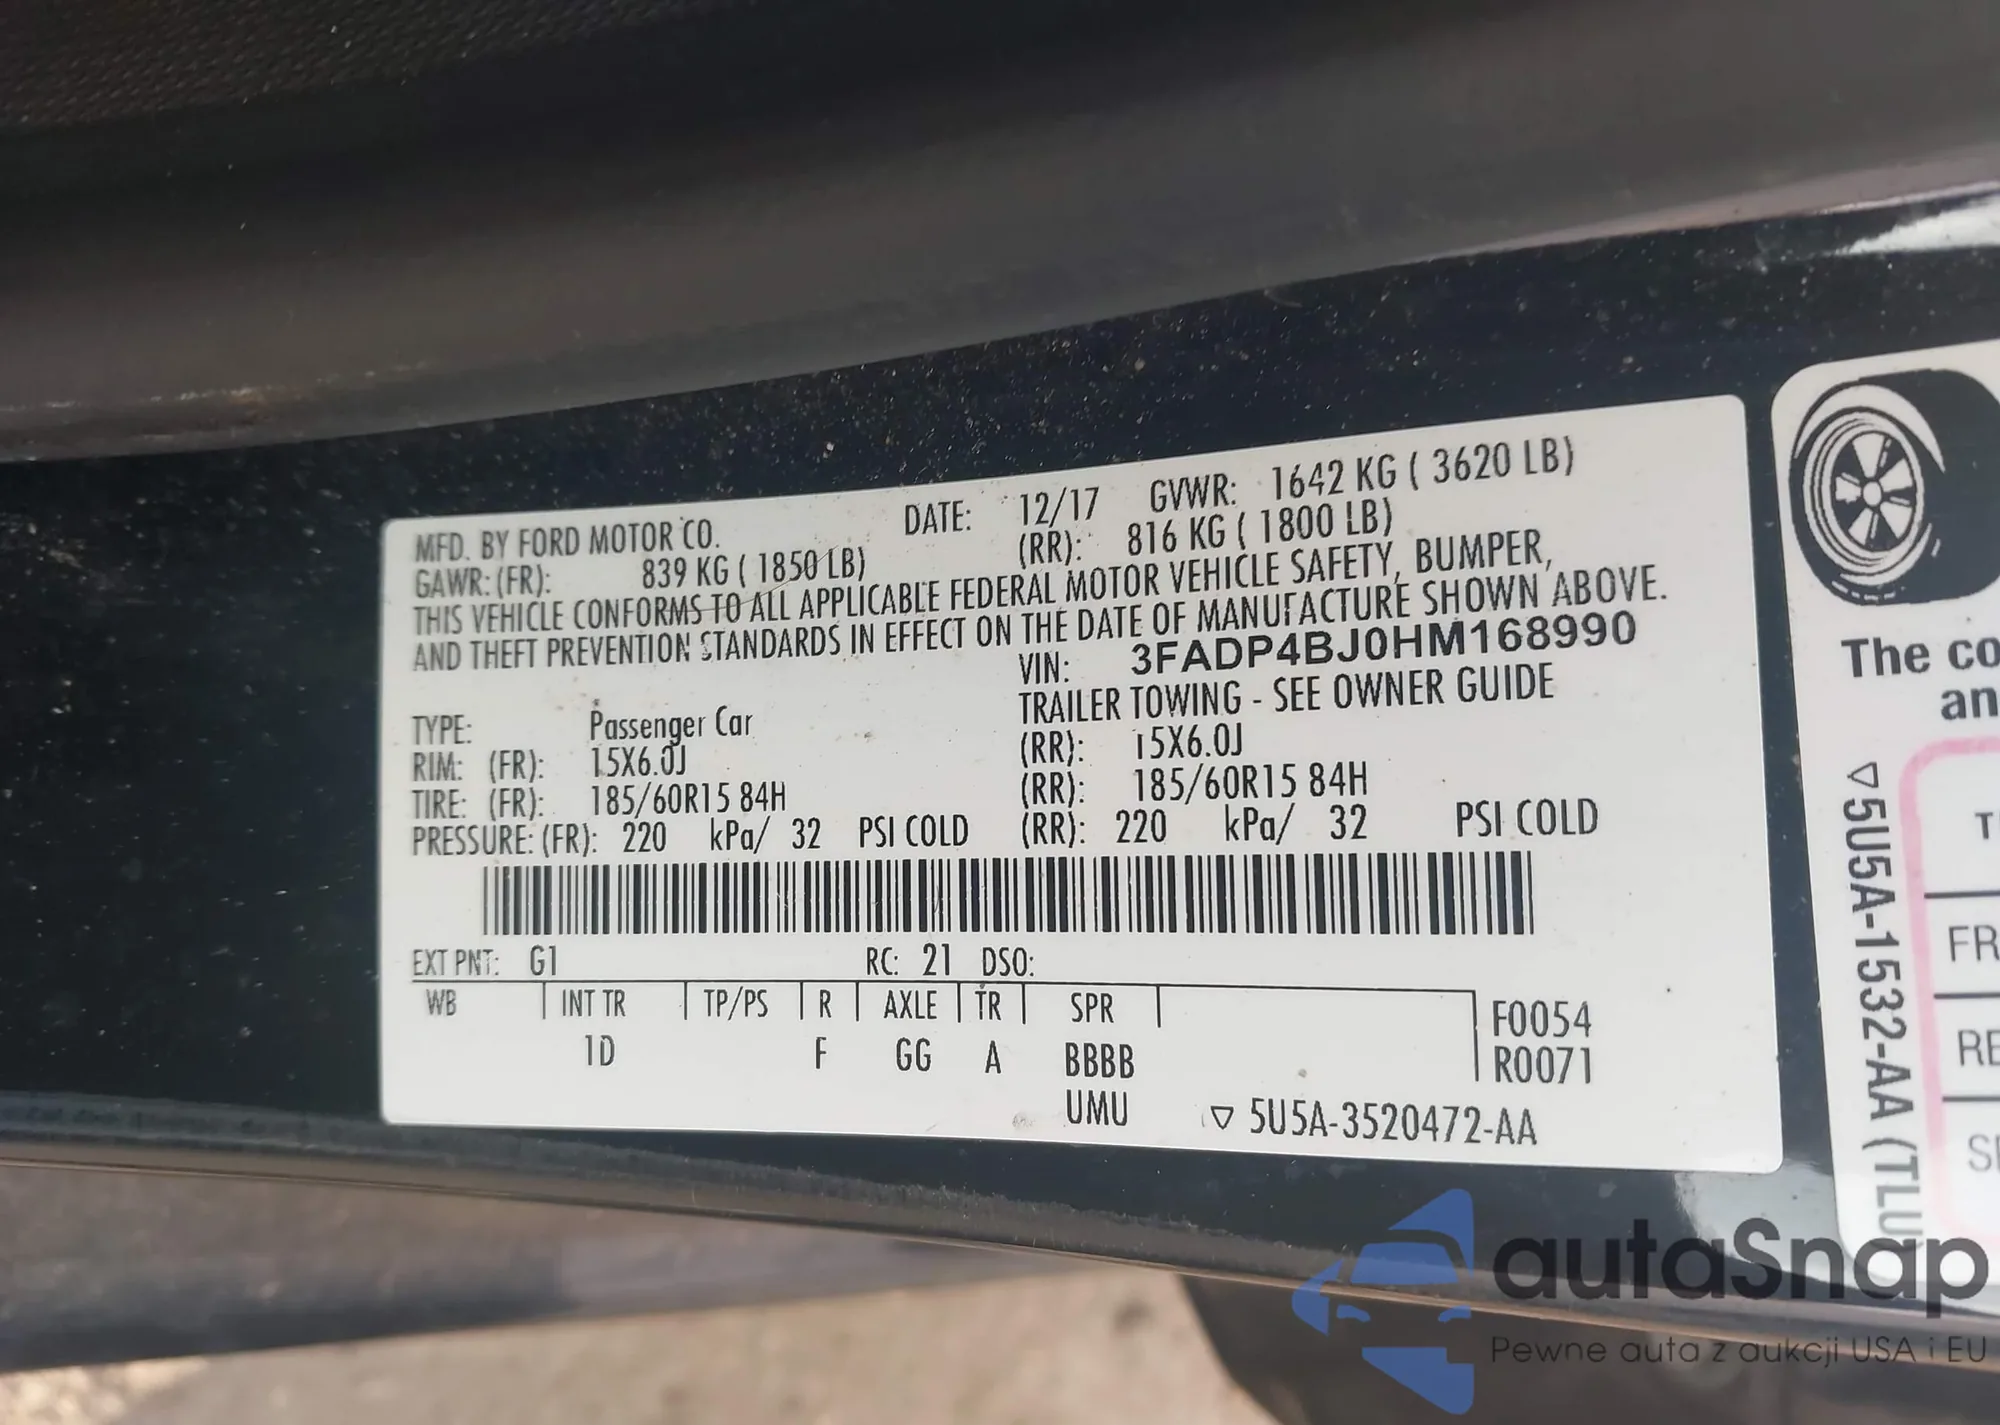 MFD. BY FORD MOTOR CO. DATE: 12/17 GVWR: 1642 KG ( 3620 LB)
GAWR: (FR): 839 KG ( 1850 LB) (RR): 816 KG ( 1800 LB)
THIS VEHICLE CONFORMS TO ALL APPLICABLE FEDERAL MOTOR VEHICLE SAFETY, BUMPER,
AND THEFT PREVENTION STANDARDS IN EFFECT ON THE DATE OF MANUFACTURE SHOWN ABOVE.
VIN: 3FADP4BJ0HM168990
TRAILER TOWING - SEE OWNER GUIDE
TYPE: Passenger Car
RIM: (FR): 15X6.0J (RR): 15X6.0J
TIRE: (FR): 185/60R15 84H (RR): 185/60R15 84H
PRESSURE: (FR): 220 kPa/ 32 PSI COLD (RR): 220 kPa/ 32 PSI COLD
EXT PNT: G1 RC: 21 DSO:
WB INT TR TP/PS R AXLE TR SPR F0054
1D F GG A BBBB R0071
UMU ▽ 5U5A-3520472-AA
The co
an
▽5U5A-1532-AA (TLU
FR
RE
autaSnap
Pewne auta z aukcji USA i EU